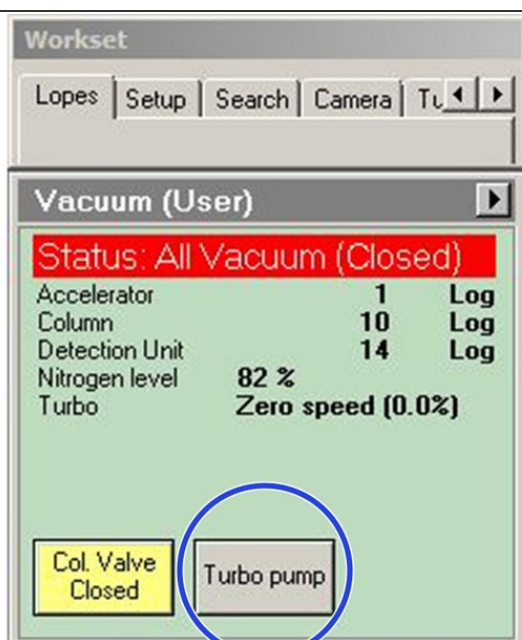 Workset
Lopes Setup Search Camera Tu
Vacuum (User)
Status: All Vacuum (Closed)
Accelerator 1 Log
Column 10 Log
Detection Unit 14 Log
Nitrogen level 82 %
Turbo Zero speed (0.0%)
Col. Valve
Closed
Turbo pump